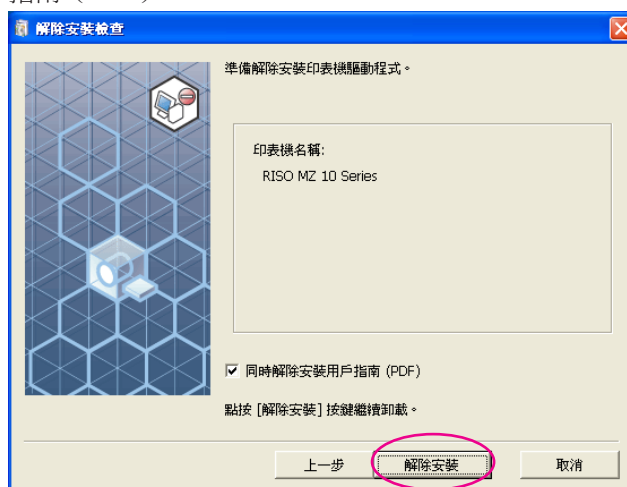 解除安裝檢查
準備解除安裝印表機驅動程式。
印表機名稱:
RISO MZ 10 Series
同時解除安裝用戶指南 (PDF)
點按 [解除安裝] 按鍵繼續卸載。
上一步 解除安裝 取消